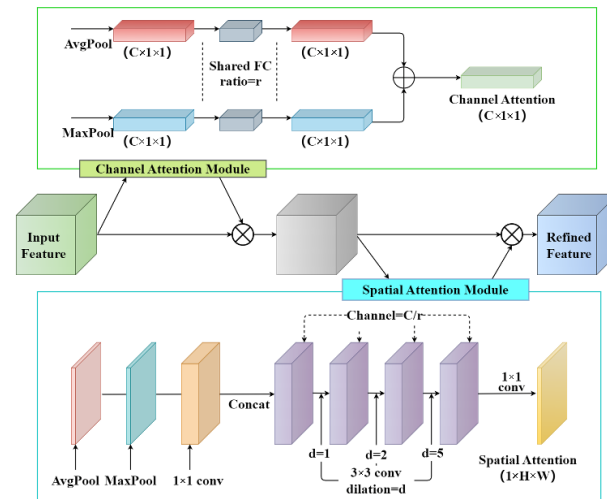 AvgPool
(C×1×1)
(C×1×1)
Shared FC
ratio=r
Channel Attention
(C×1×1)
MaxPool
(C×1×1)
(C×1×1)
Channel Attention Module
Input
Feature
Refined
Feature
Spatial Attention Module
Channel=C/r
1×1
conv
Concat
d=1
d=2
d=5
AvgPool
MaxPool
1×1 conv
3×3 conv
dilation=d
Spatial Attention
(1×H×W)